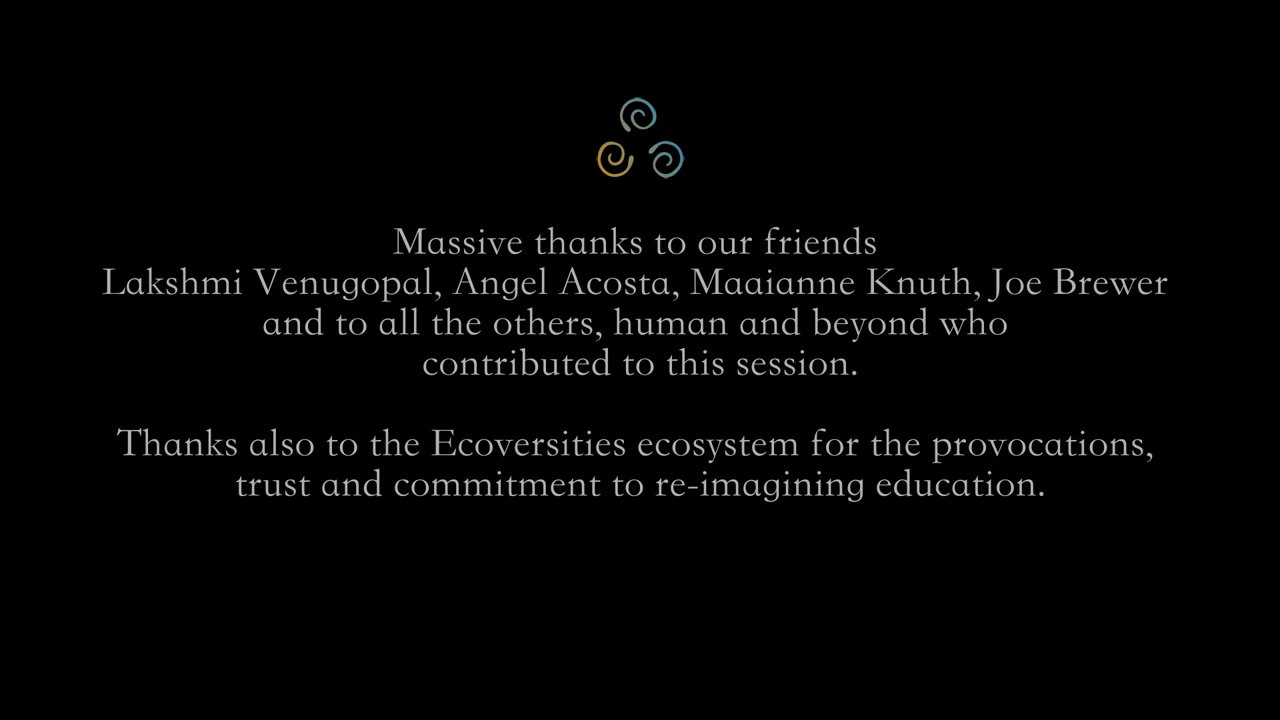 Massive thanks to our friends
Lakshmi Venugopal, Angel Acosta, Maaianne Knuth, Joe Brewer
and to all the others, human and beyond who
contributed to this session.
Thanks also to the Ecoversities ecosystem for the provocations,
trust and commitment to re-imagining education.